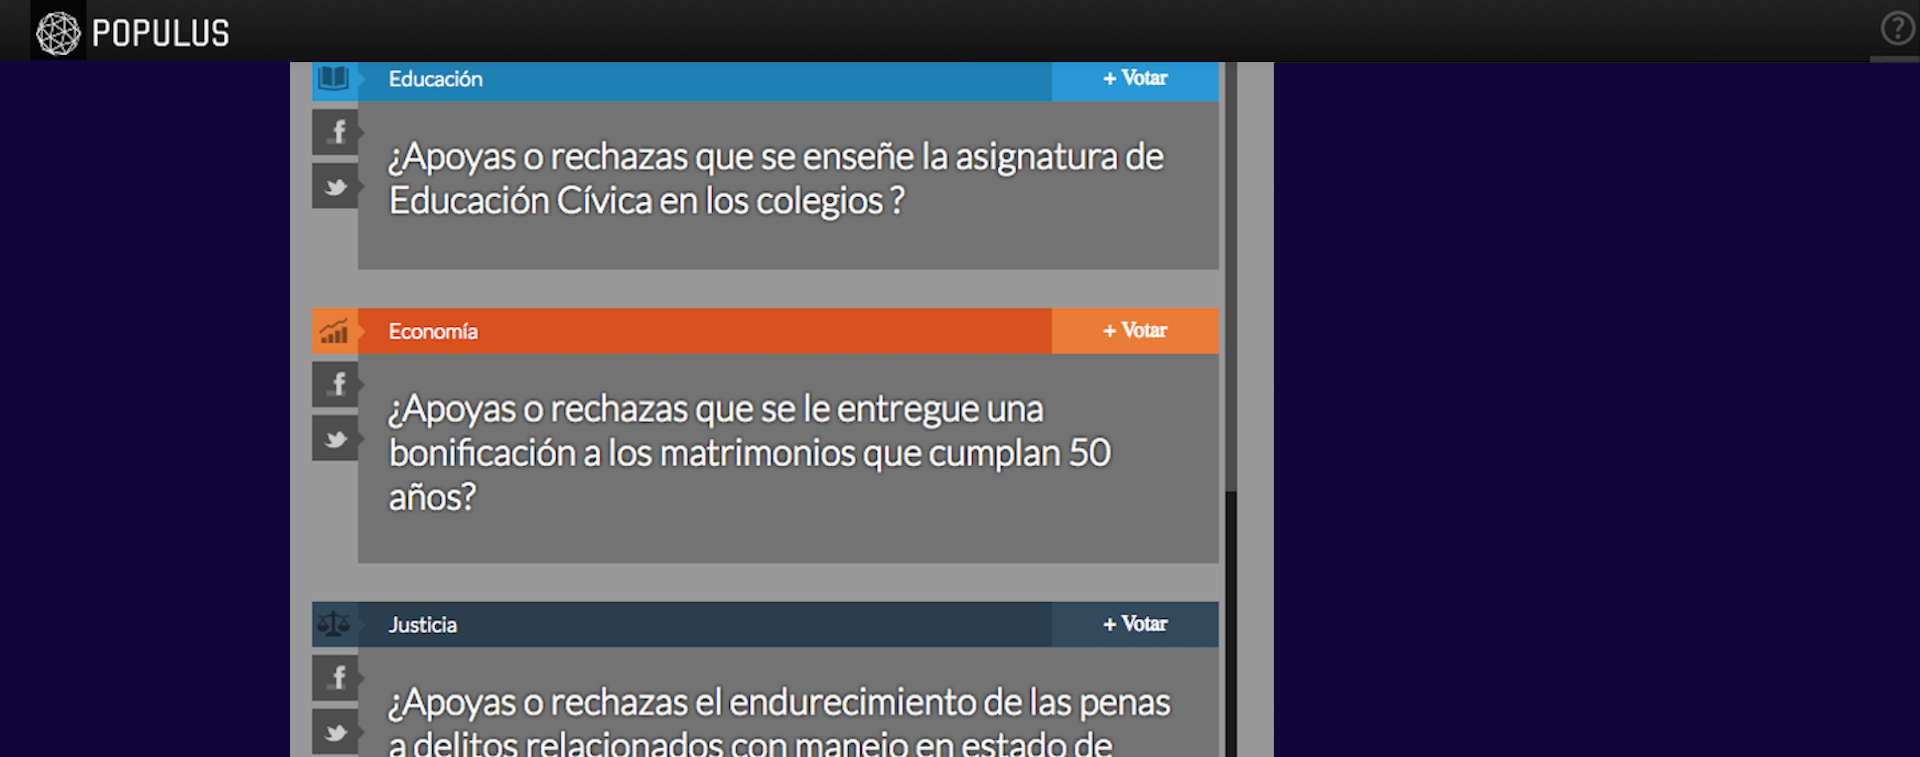 POPULUS
?
Educación
+ Votar
¿Apoyas o rechazas que se enseñe la asignatura de
Educación Cívica en los colegios ?
Economía
+ Votar
¿Apoyas o rechazas que se le entregue una
bonificación a los matrimonios que cumplan 50
años?
Justicia
+ Votar
¿Apoyas o rechazas el endurecimiento de las penas
a delitos relacionados con manejo en estado de